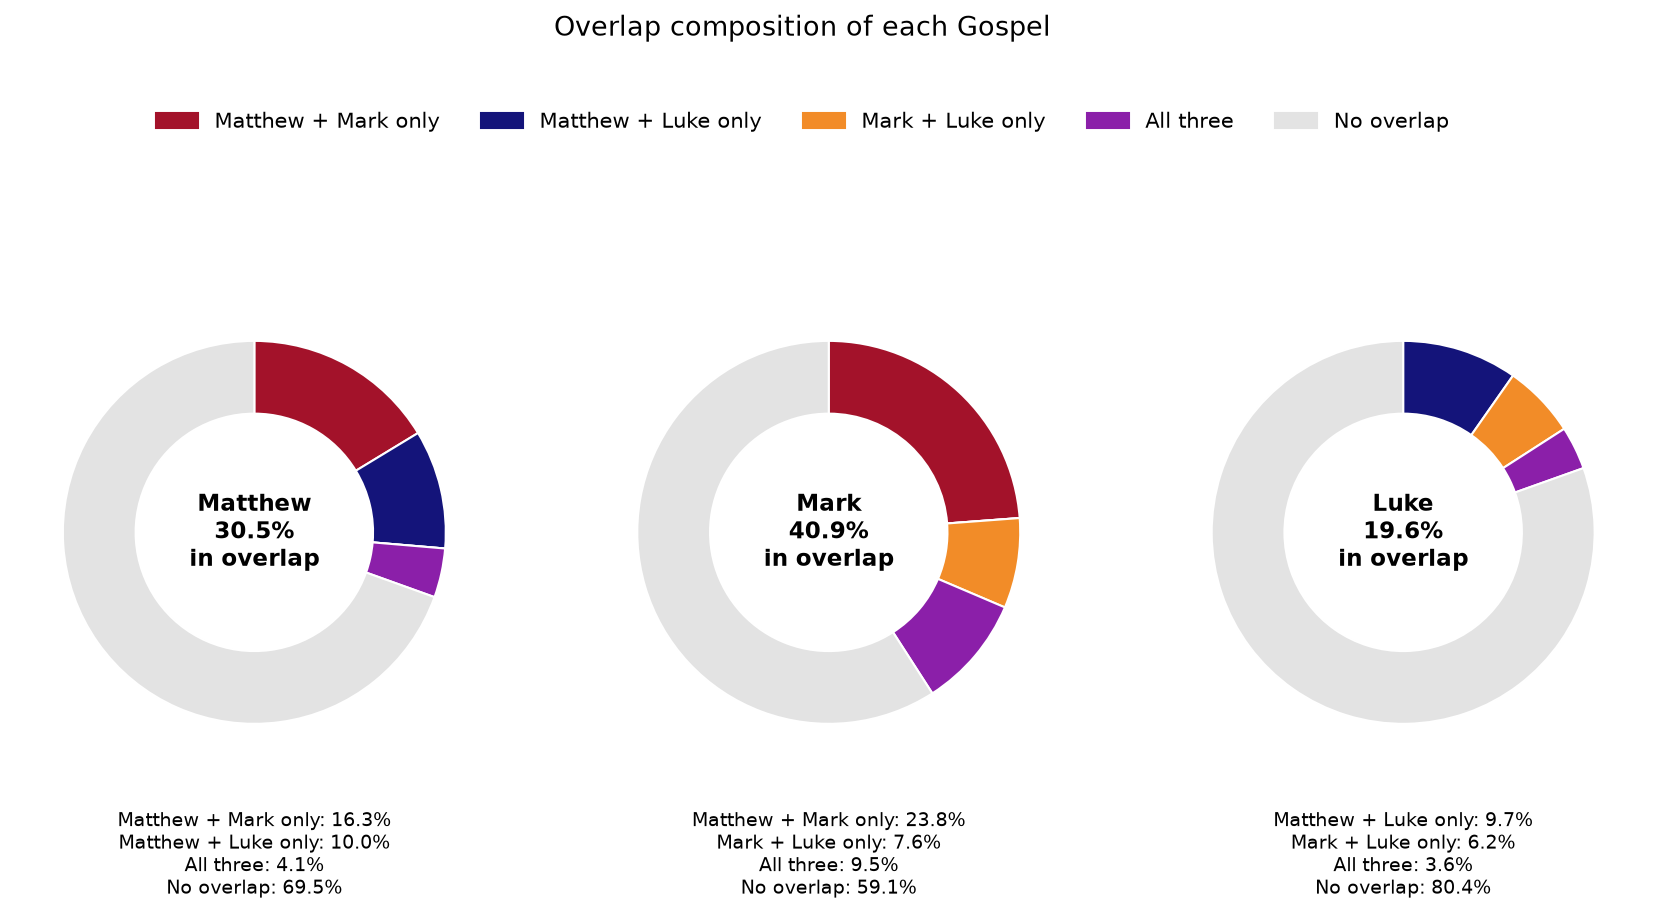 Overlap composition of each Gospel
Matthew + Mark only
Matthew + Luke only
Mark + Luke only
All three
No overlap
Matthew
30.5%
in overlap
Mark
40.9%
in overlap
Luke
19.6%
in overlap
Matthew + Mark only: 16.3%
Matthew + Luke only: 10.0%
All three: 4.1%
No overlap: 69.5%
Matthew + Mark only: 23.8%
Mark + Luke only: 7.6%
All three: 9.5%
No overlap: 59.1%
Matthew + Luke only: 9.7%
Mark + Luke only: 6.2%
All three: 3.6%
No overlap: 80.4%